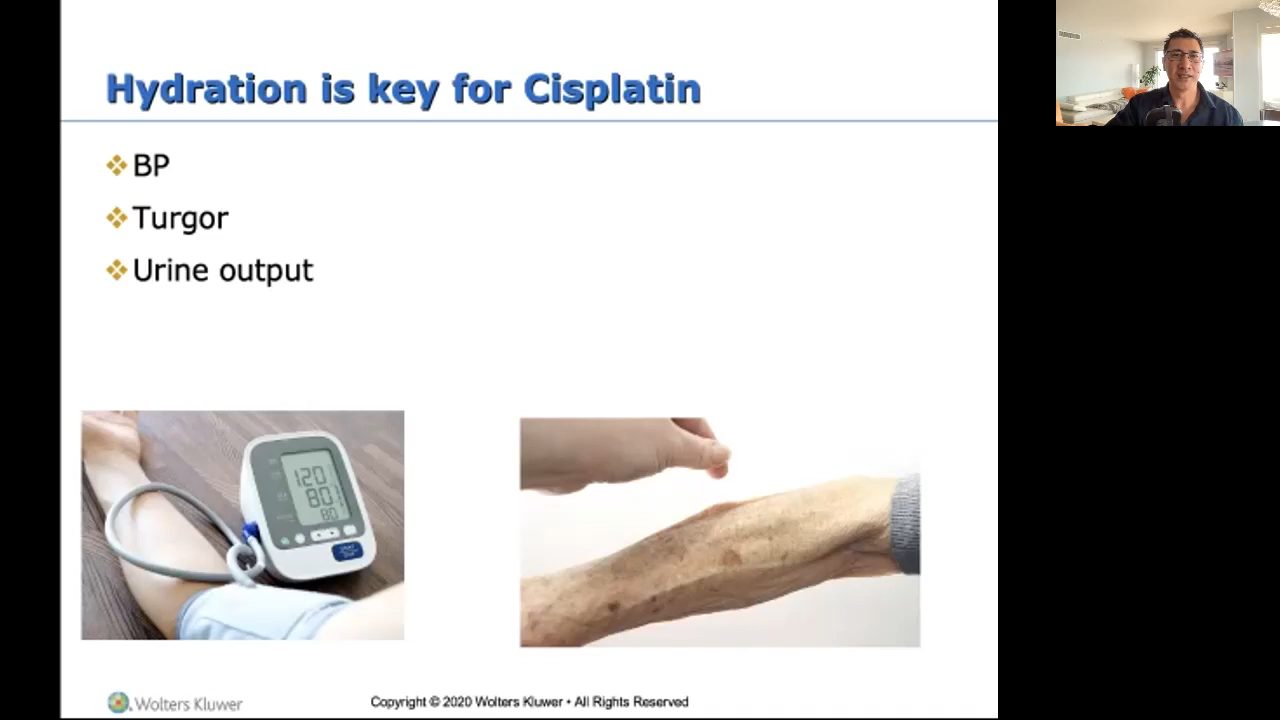 Hydration is key for Cisplatin
BP
Turgor
Urine output
120
80
80
Wolters Kluwer
Copyright © 2020 Wolters Kluwer • All Rights Reserved